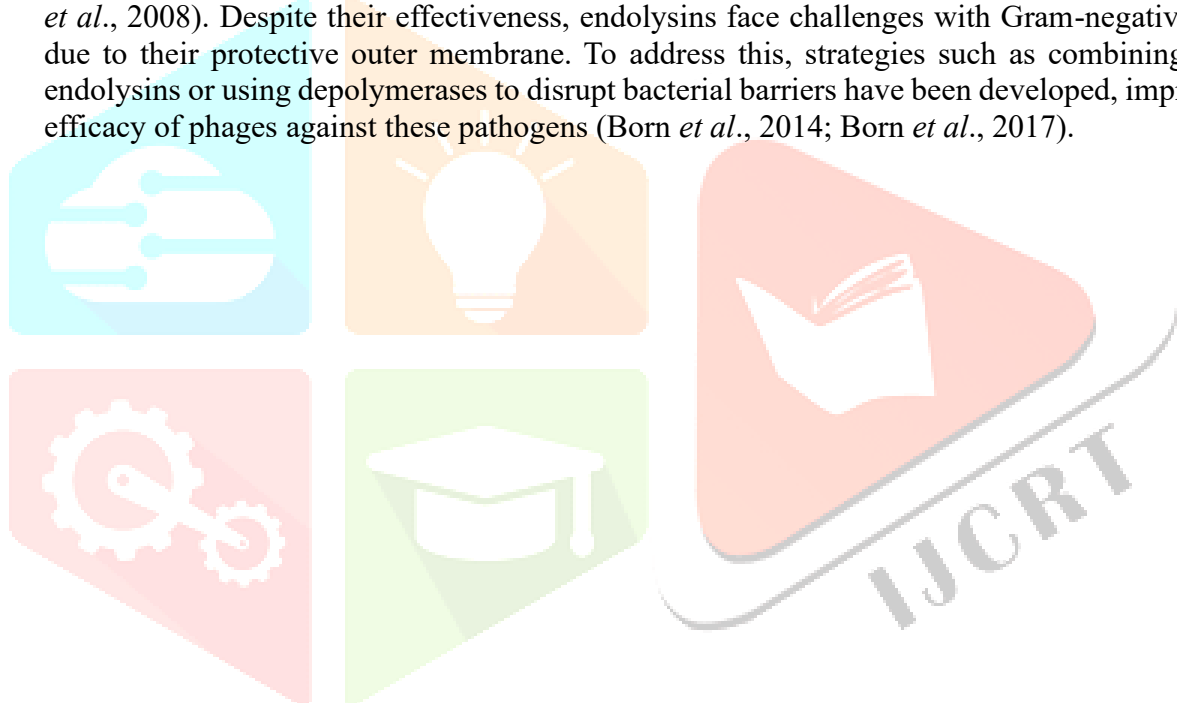 et al., 2008). Despite their effectiveness, endolysins face challenges with Gram-negativ
due to their protective outer membrane. To address this, strategies such as combining
endolysins or using depolymerases to disrupt bacterial barriers have been developed, impr
efficacy of phages against these pathogens (Born et al., 2014; Born et al., 2017).
IJCRT